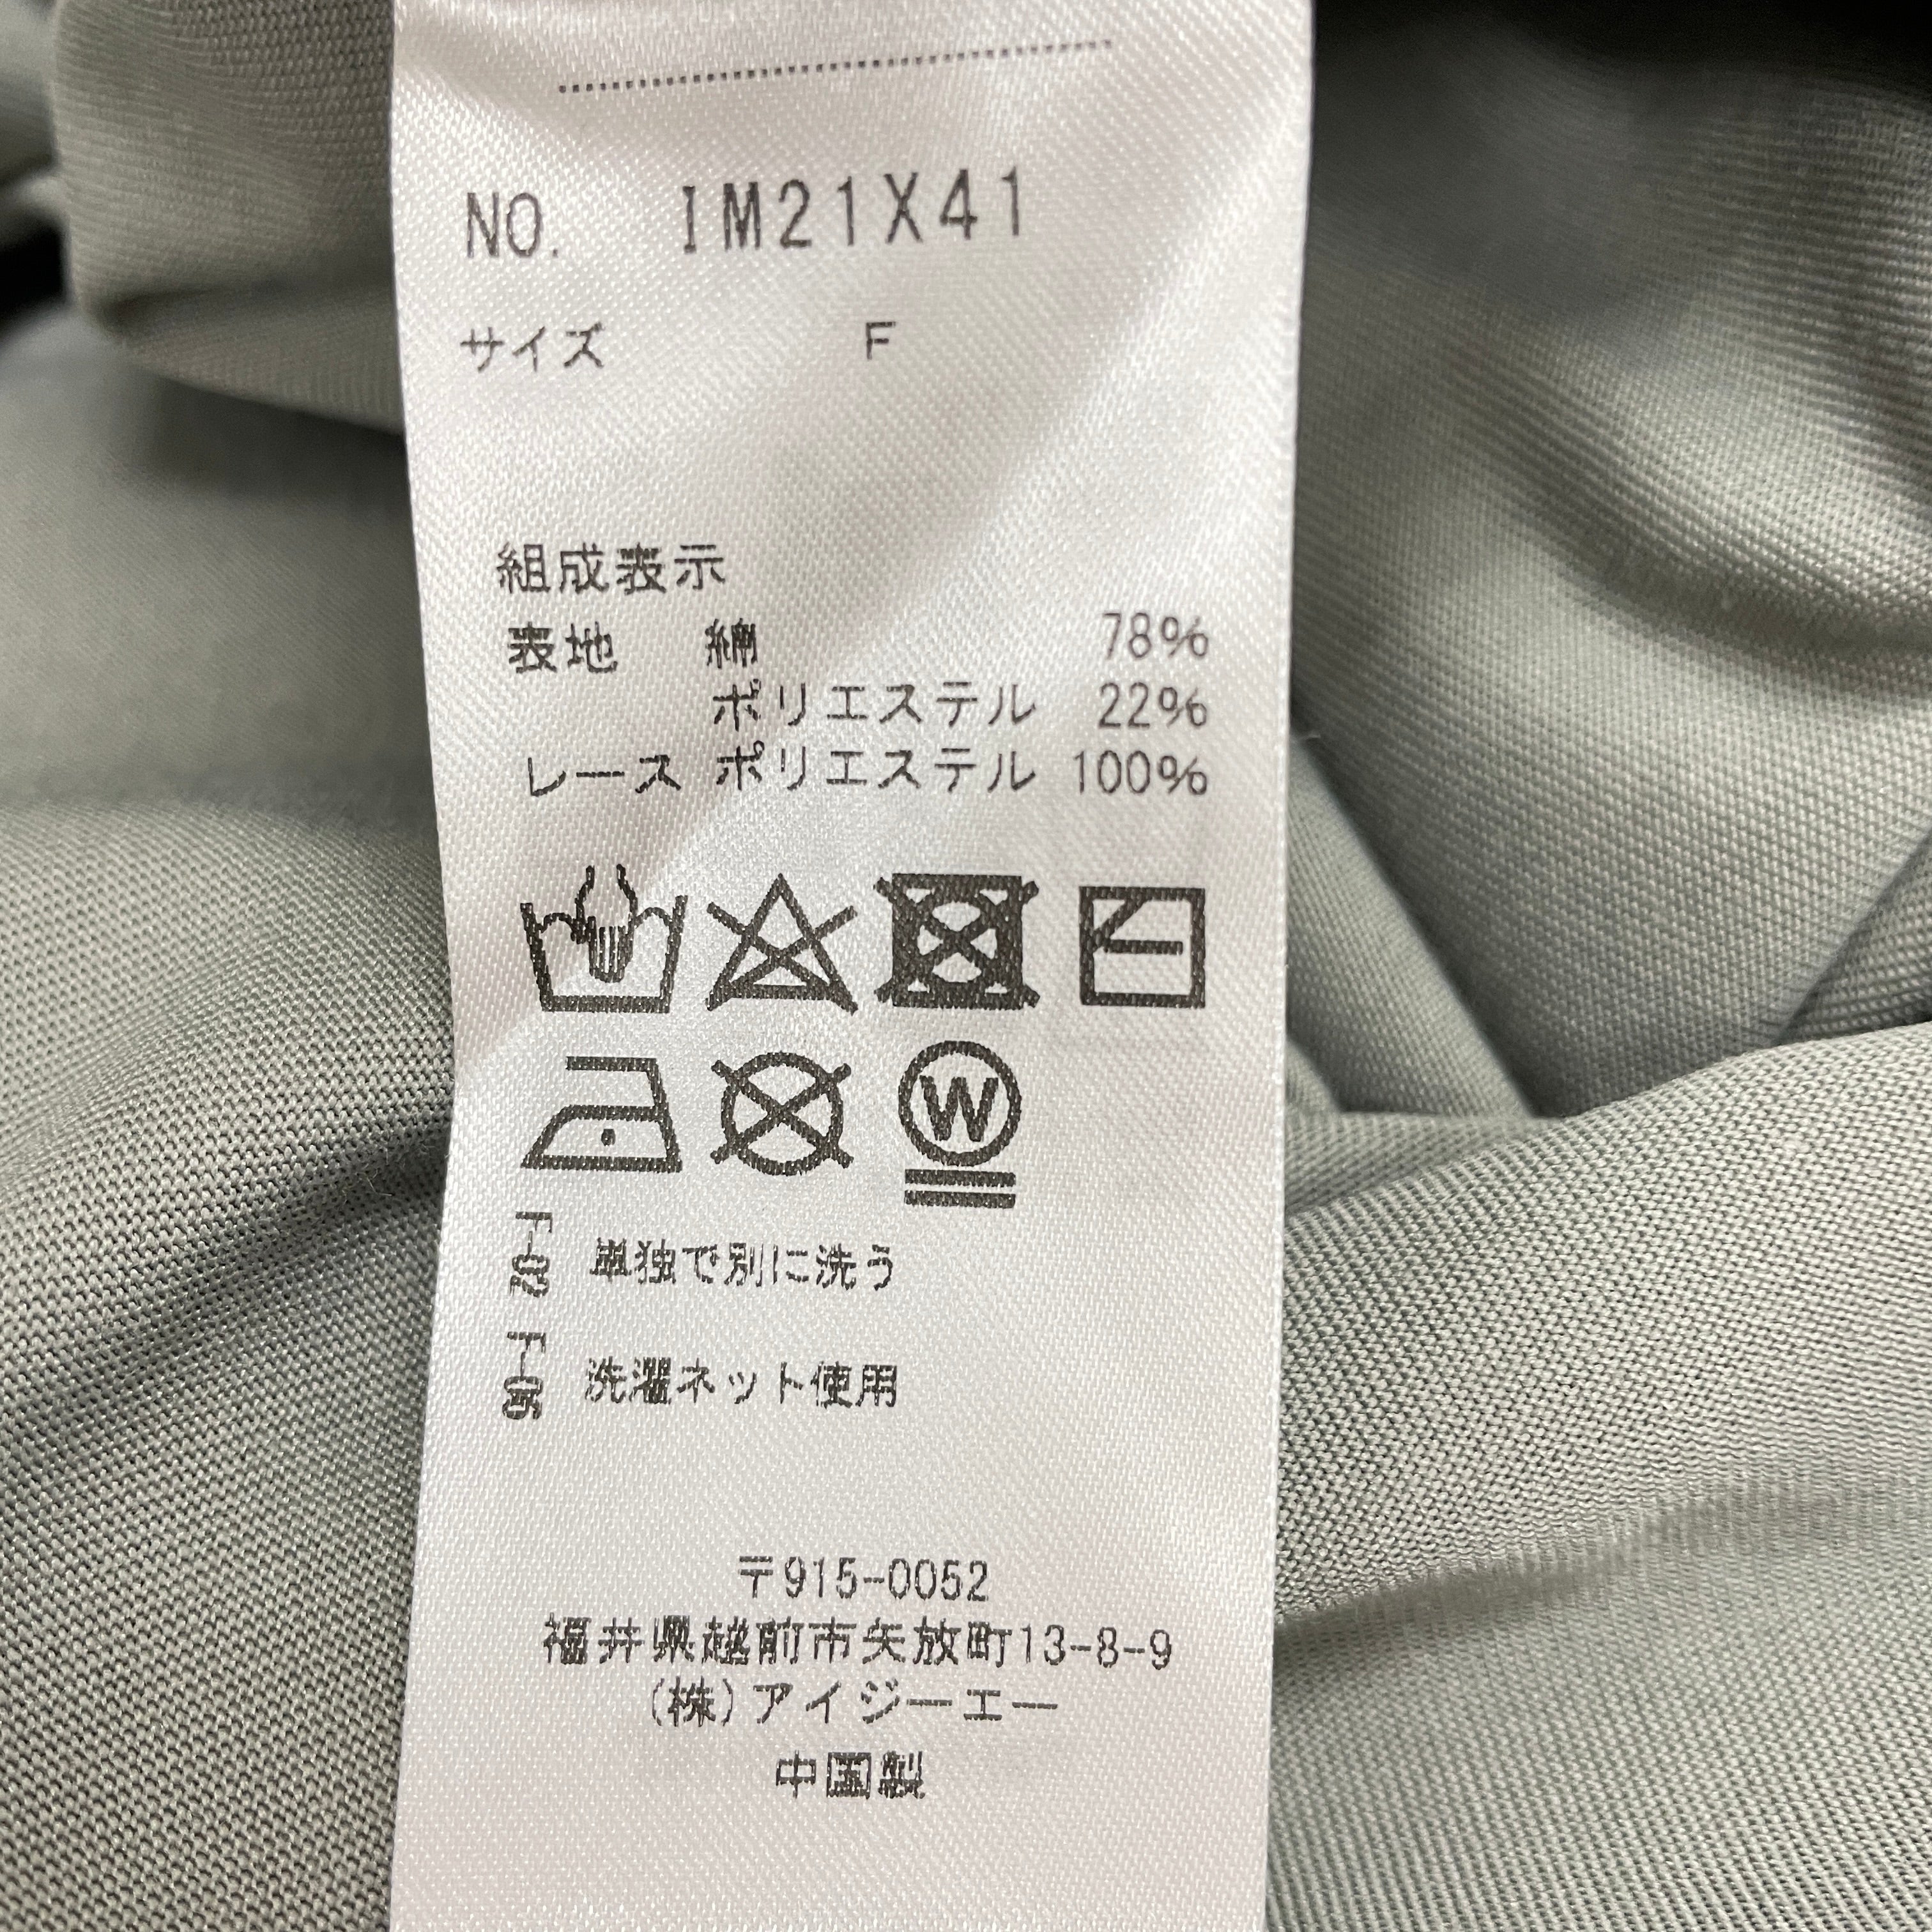 NO. IM21X41
サイズ F
組成表示
表地 綿 78%
ポリエステル 22%
レース ポリエステル 100%
W
F-02 単独で別に洗う
F-06 洗濯ネット使用
〒915-0052
福井県越前市矢放町13-8-9
(株)アイジーエー
中国製